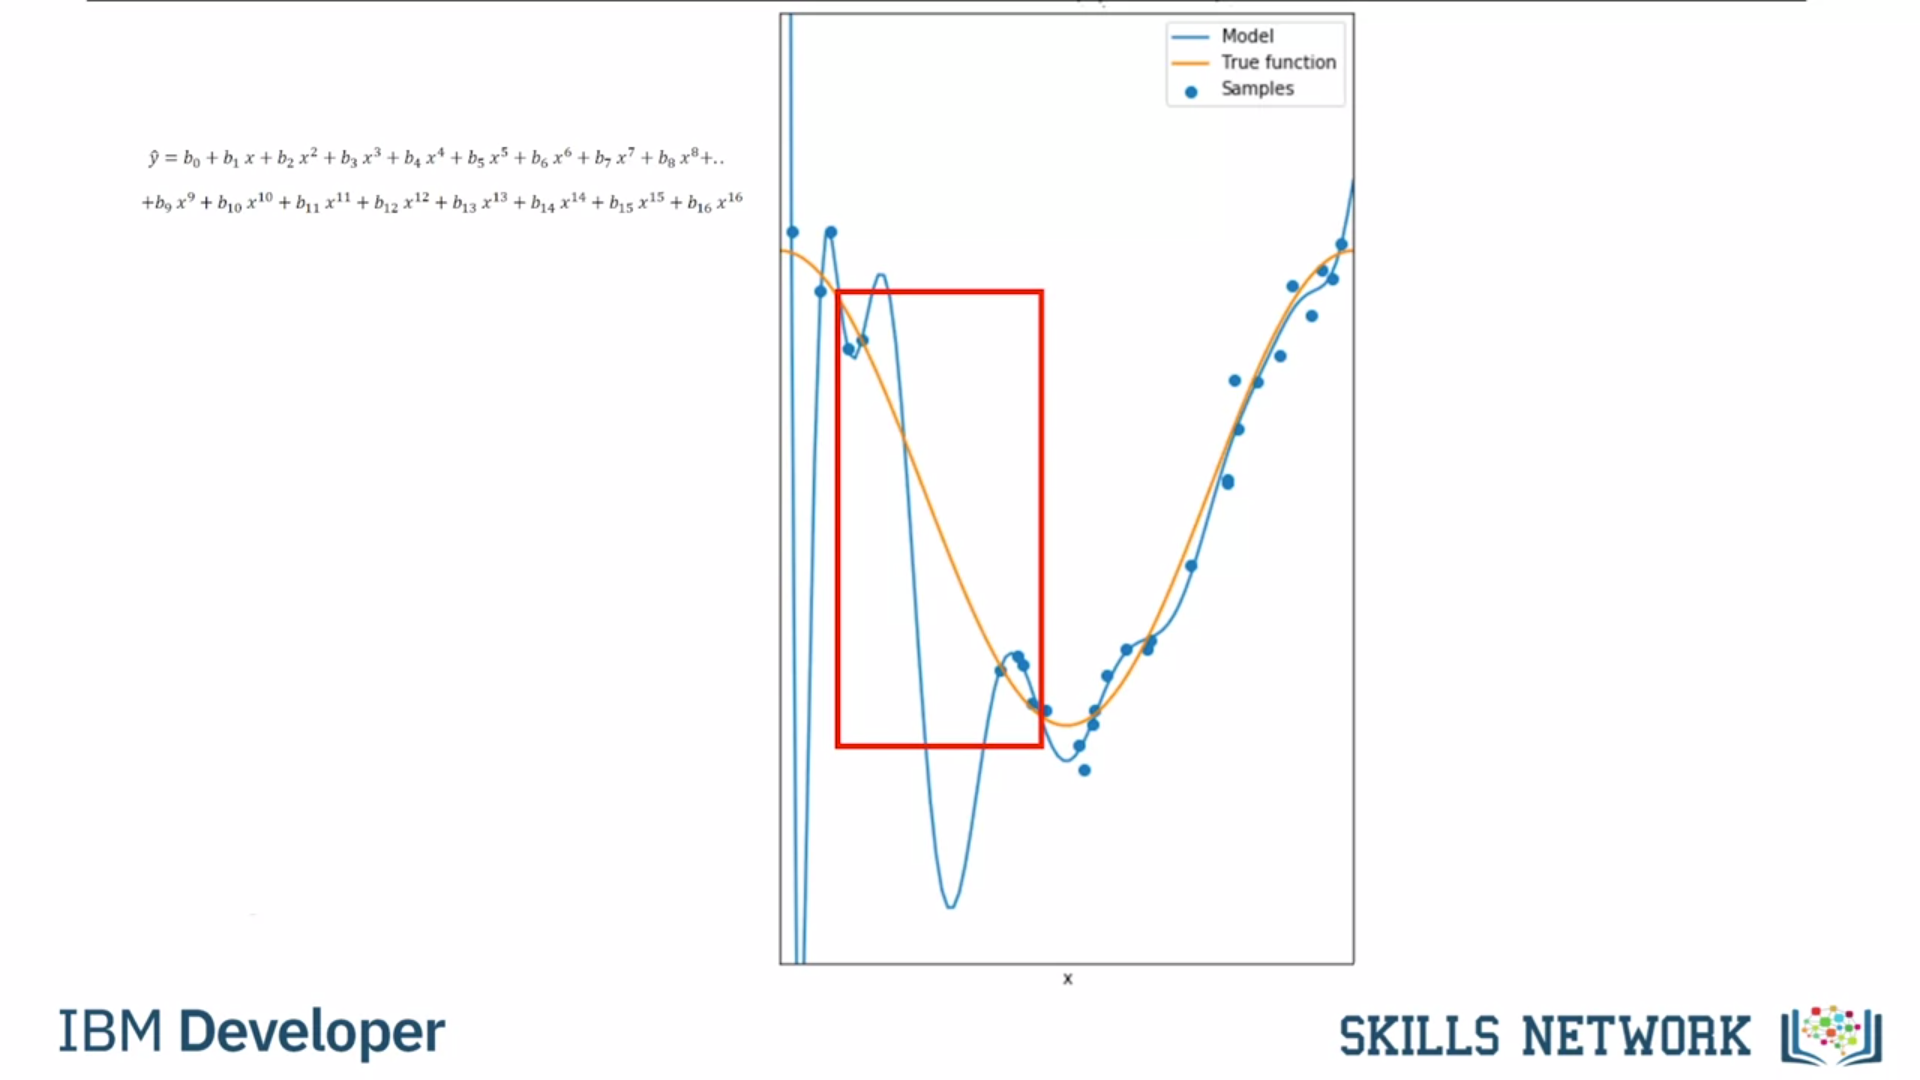 Model
True function
Samples
ŷ = b₀ + b₁ x + b₂ x² + b₃ x³ + b₄ x⁴ + b₅ x⁵ + b₆ x⁶ + b₇ x⁷ + b₈ x⁸+..
+b₉ x⁹ + b₁₀ x¹⁰ + b₁₁ x¹¹ + b₁₂ x¹² + b₁₃ x¹³ + b₁₄ x¹⁴ + b₁₅ x¹⁵ + b₁₆ x¹⁶
x
IBM Developer
SKILLS NETWORK